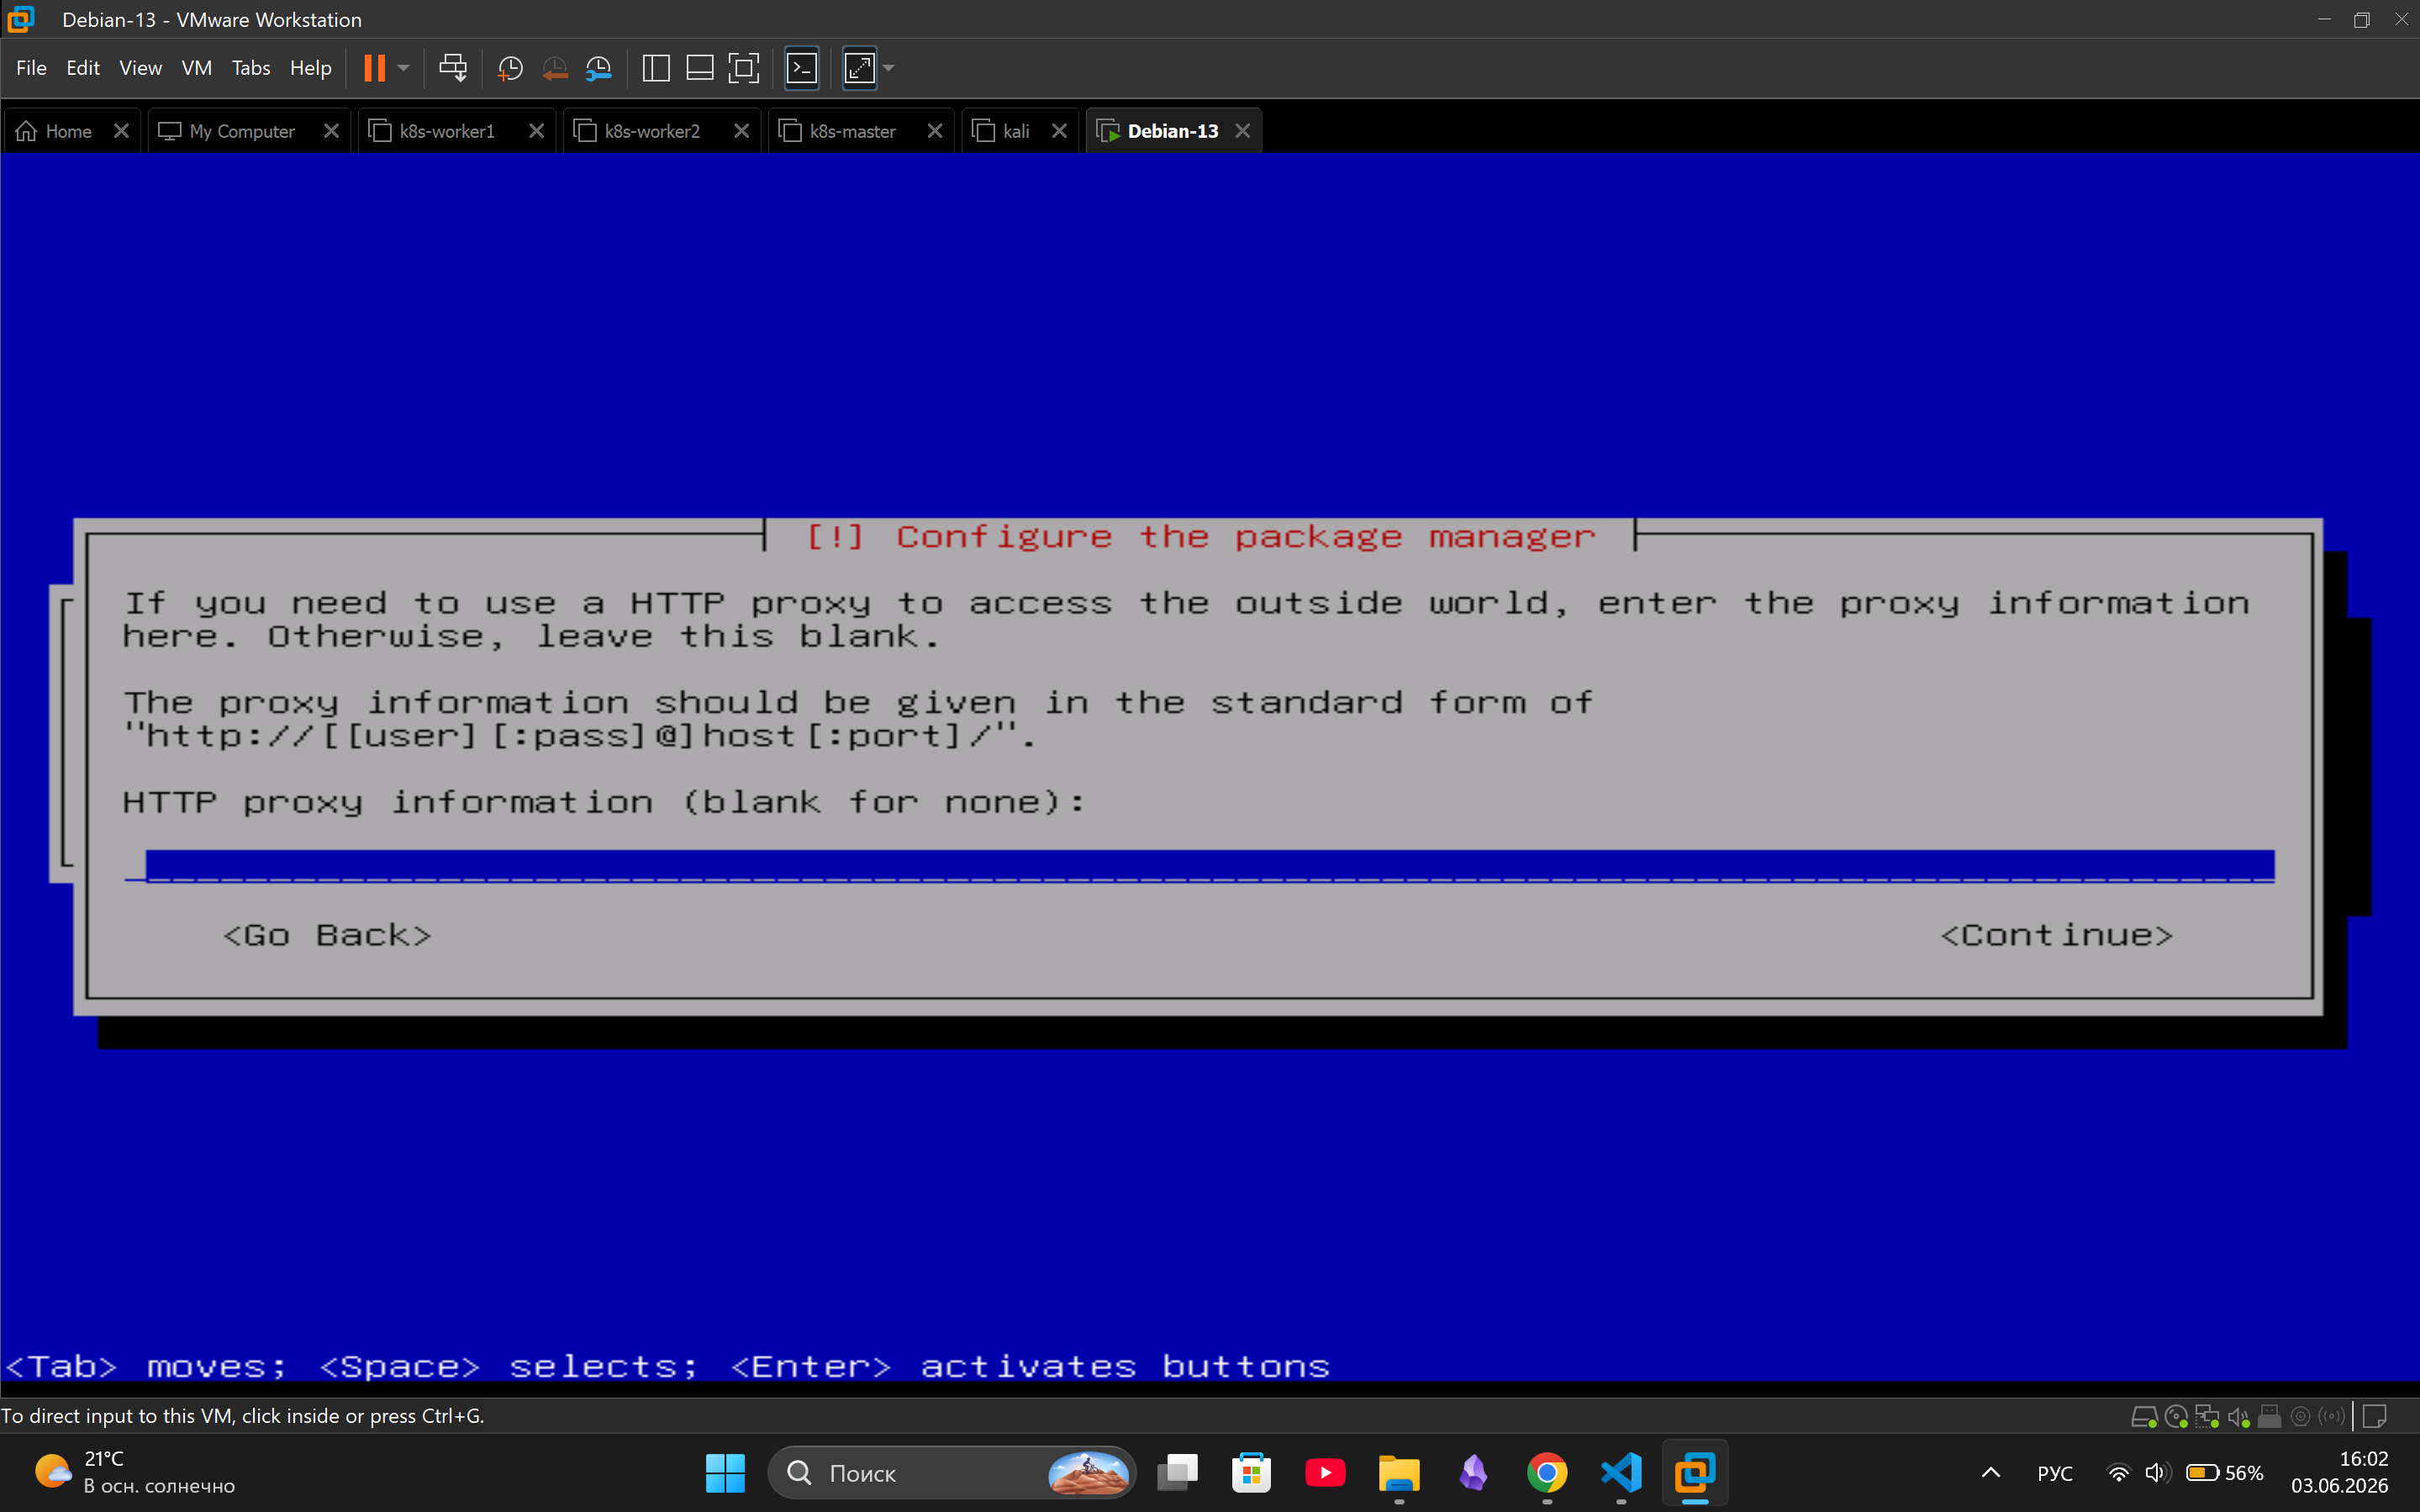 Debian-13 - VMware Workstation
File Edit View VM Tabs Help
Home My Computer k8s-worker1 k8s-worker2 k8s-master kali Debian-13
[!] Configure the package manager
If you need to use a HTTP proxy to access the outside world, enter the proxy information
here. Otherwise, leave this blank.
The proxy information should be given in the standard form of
"http://[[user][:pass]@]host[:port]/".
HTTP proxy information (blank for none):
<Go Back> <Continue>
<Tab> moves; <Space> selects; <Enter> activates buttons
To direct input to this VM, click inside or press Ctrl+G.
21°C
В осн. солнечно
Поиск
РУС
56%
16:02
03.06.2026